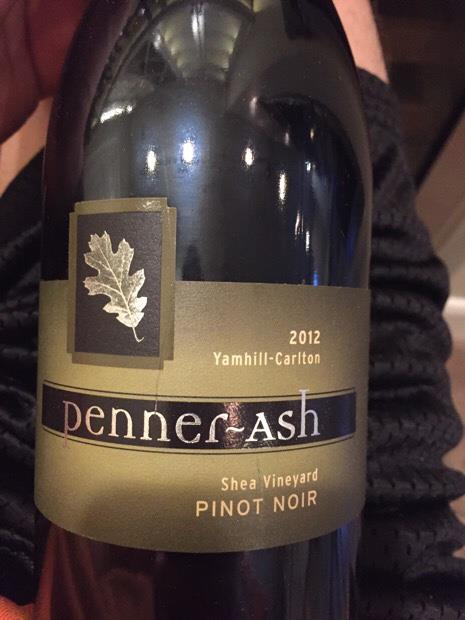 2012
Yamhill-Carlton
penner-ash
Shea Vineyard
PINOT NOIR